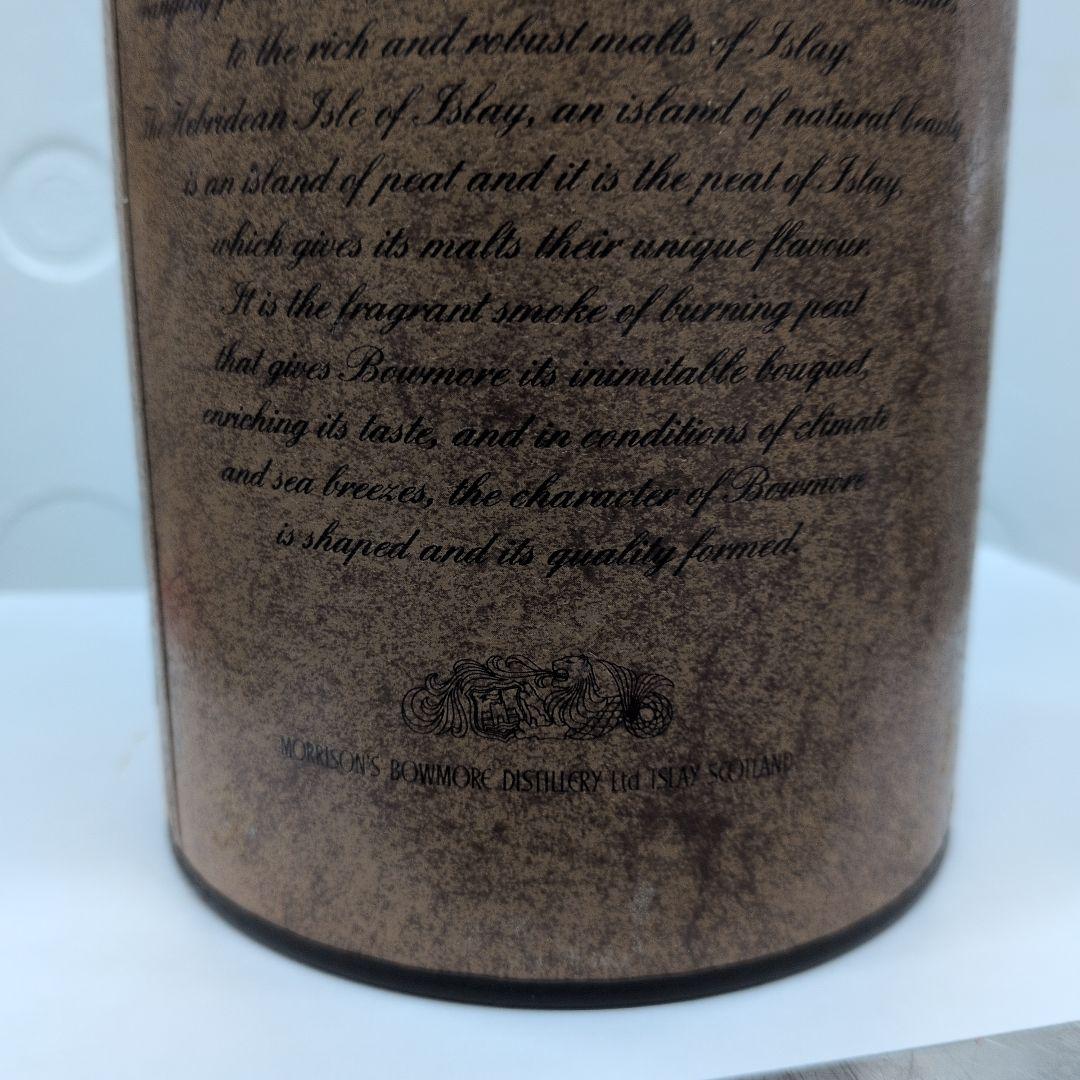 to the rich and robust malts of Islay.
The Hebridean Isle of Islay, an island of natural beauty
is an island of peat and it is the peat of Islay,
which gives its malts their unique flavour.
It is the fragrant smoke of burning peat
that gives Bowmore its inimitable bouquet,
enriching its taste, and in conditions of climate
and sea breezes, the character of Bowmore
is shaped and its quality formed.
MORRISON'S BOWMORE DISTILLERY Ltd ISLAY SCOTLAND